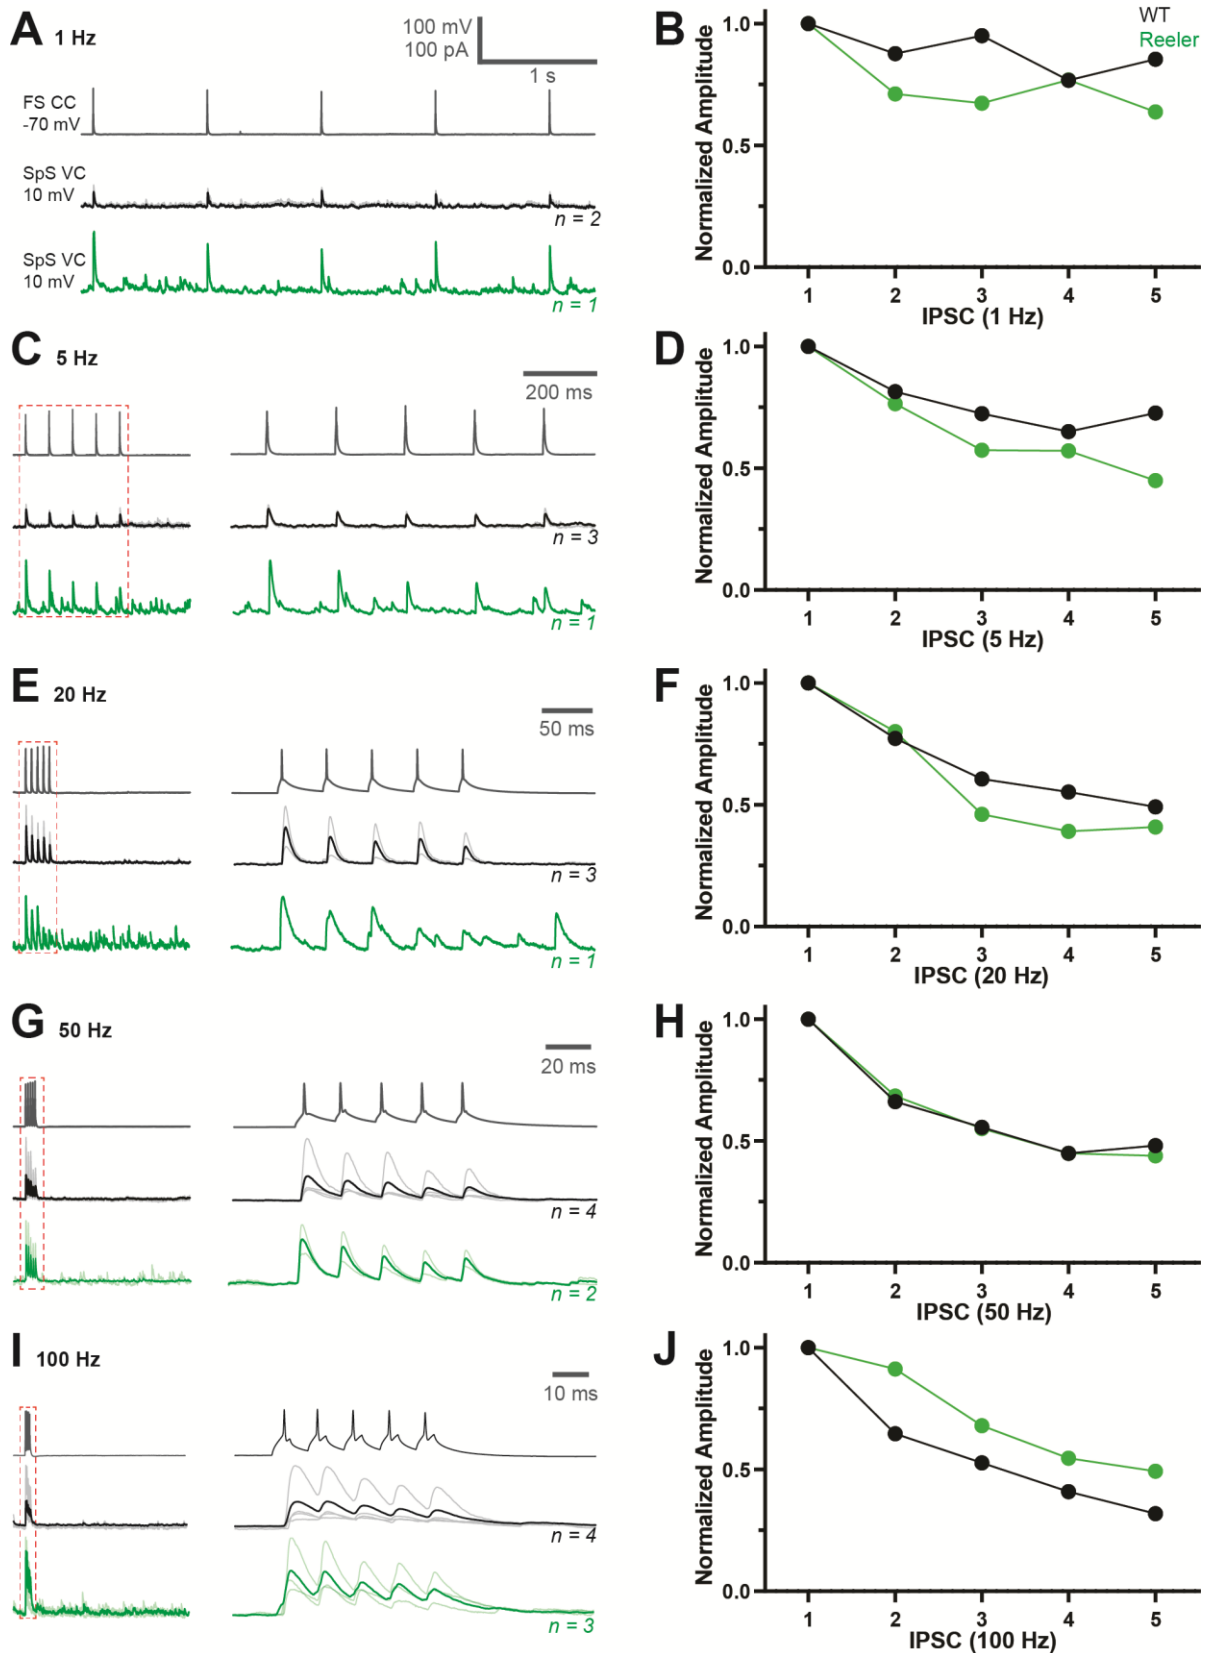 A 1 Hz
100 mV
100 pA
1 s
FS CC
-70 mV
SpS VC
10 mV
n = 2
SpS VC
10 mV
n = 1
B
WT
Reeler
Normalized Amplitude
1.0
0.5
0.0
1 2 3 4 5
IPSC (1 Hz)
C 5 Hz
200 ms
n = 3
n = 1
D
Normalized Amplitude
1.0
0.5
0.0
1 2 3 4 5
IPSC (5 Hz)
E 20 Hz
50 ms
n = 3
n = 1
F
Normalized Amplitude
1.0
0.5
0.0
1 2 3 4 5
IPSC (20 Hz)
G 50 Hz
20 ms
n = 4
n = 2
H
Normalized Amplitude
1.0
0.5
0.0
1 2 3 4 5
IPSC (50 Hz)
I 100 Hz
10 ms
n = 4
n = 3
J
Normalized Amplitude
1.0
0.5
0.0
1 2 3 4 5
IPSC (100 Hz)